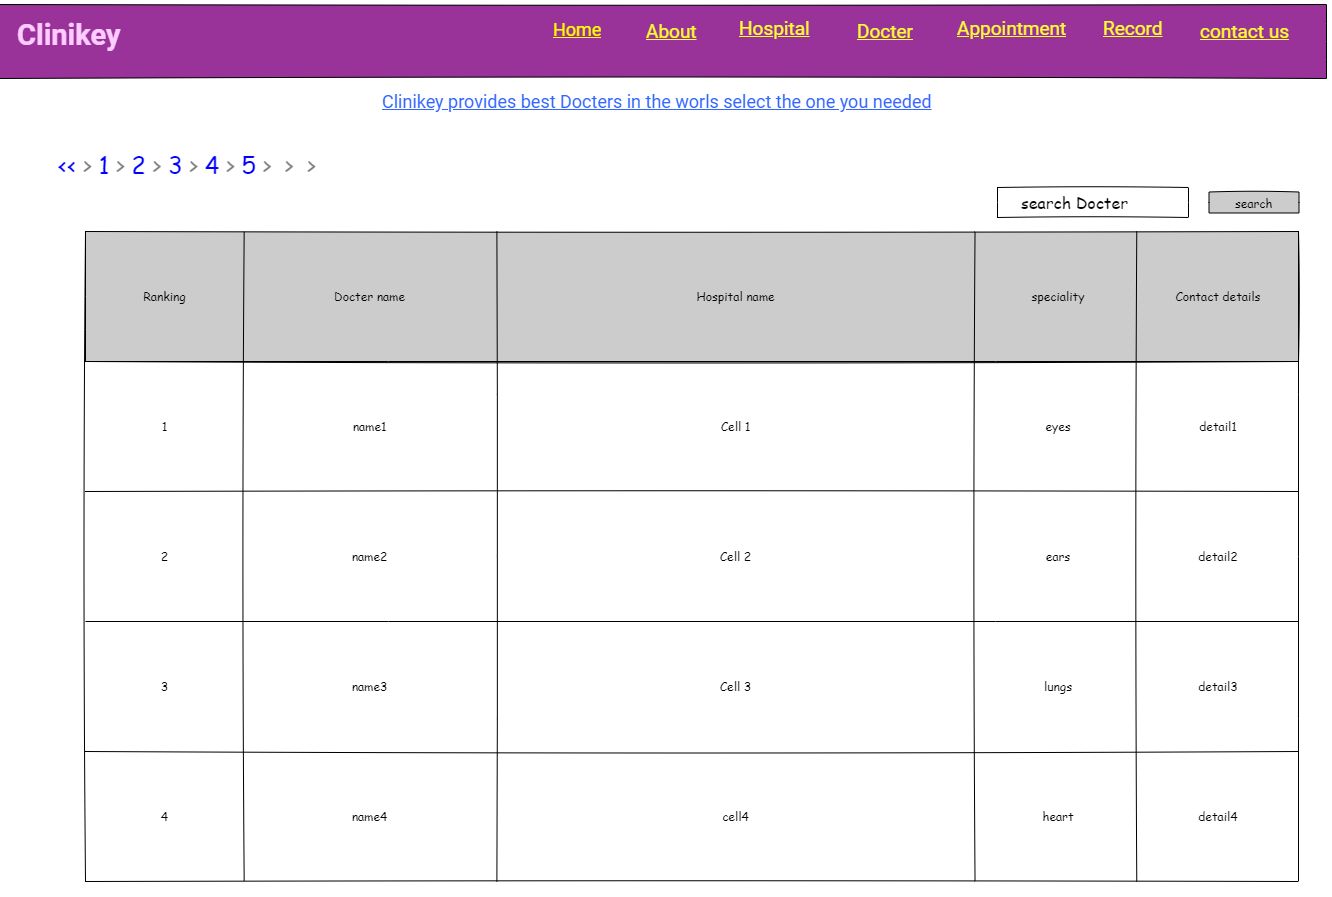 Clinikey Home About Hospital Docter Appointment Record contact us
Clinikey provides best Docters in the worls select the one you needed
<< > 1 > 2 > 3 > 4 > 5 > > >
search Docter search
Ranking Docter name Hospital name speciality Contact details
1 name1 Cell 1 eyes detail1
2 name2 Cell 2 ears detail2
3 name3 Cell 3 lungs detail3
4 name4 cell4 heart detail4